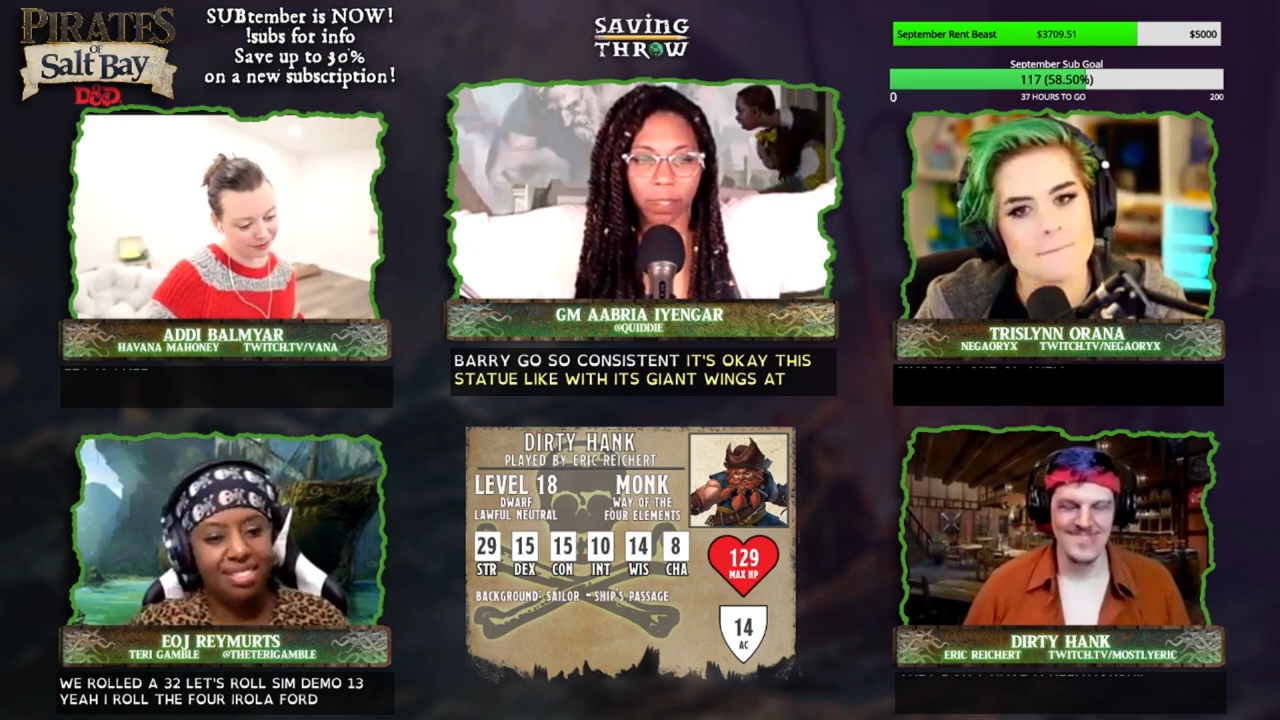 PIRATES
OF
Salt Bay
D&D
SUBtember is NOW!
!subs for info
Save up to 30%
on a new subscription!
SAVING
THROW
September Rent Beast $3709.51 $5000
September Sub Goal
117 (58.50%)
0 37 HOURS TO GO 200
ADDI BALMYAR
HAVANA MAHONEY TWITCH.TV/VANA
GM AABRIA IYENGAR
@QUIDDIE
BARRY GO SO CONSISTENT IT'S OKAY THIS
STATUE LIKE WITH ITS GIANT WINGS AT
TRISLYNN ORANA
NEGAORYX TWITCH.TV/NEGAORYX
EOJ REYMURTS
TERI GAMBLE @THETERIGAMBLE
WE ROLLED A 32 LET'S ROLL SIM DEMO 13
YEAH I ROLL THE FOUR IROLA FORD
DIRTY HANK
PLAYED BY ERIC REICHERT
LEVEL 18 MONK
DWARF WAY OF THE
LAWFUL NEUTRAL FOUR ELEMENTS
29 15 15 10 14 8
STR DEX CON INT WIS CHA
BACKGROUND: SAILOR - SHIP'S PASSAGE
129
MAX HP
14
AC
DIRTY HANK
ERIC REICHERT TWITCH.TV/MOSTLYERIC